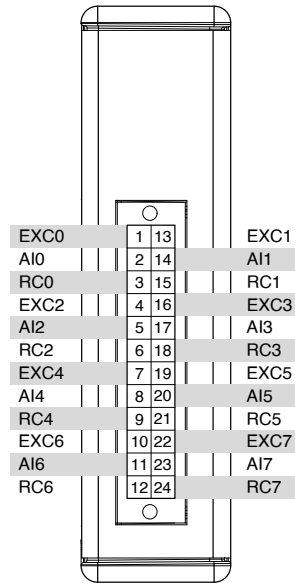 EXC0 1 13 EXC1
AI0 2 14 AI1
RC0 3 15 RC1
EXC2 4 16 EXC3
AI2 5 17 AI3
RC2 6 18 RC3
EXC4 7 19 EXC5
AI4 8 20 AI5
RC4 9 21 RC5
EXC6 10 22 EXC7
AI6 11 23 AI7
RC6 12 24 RC7